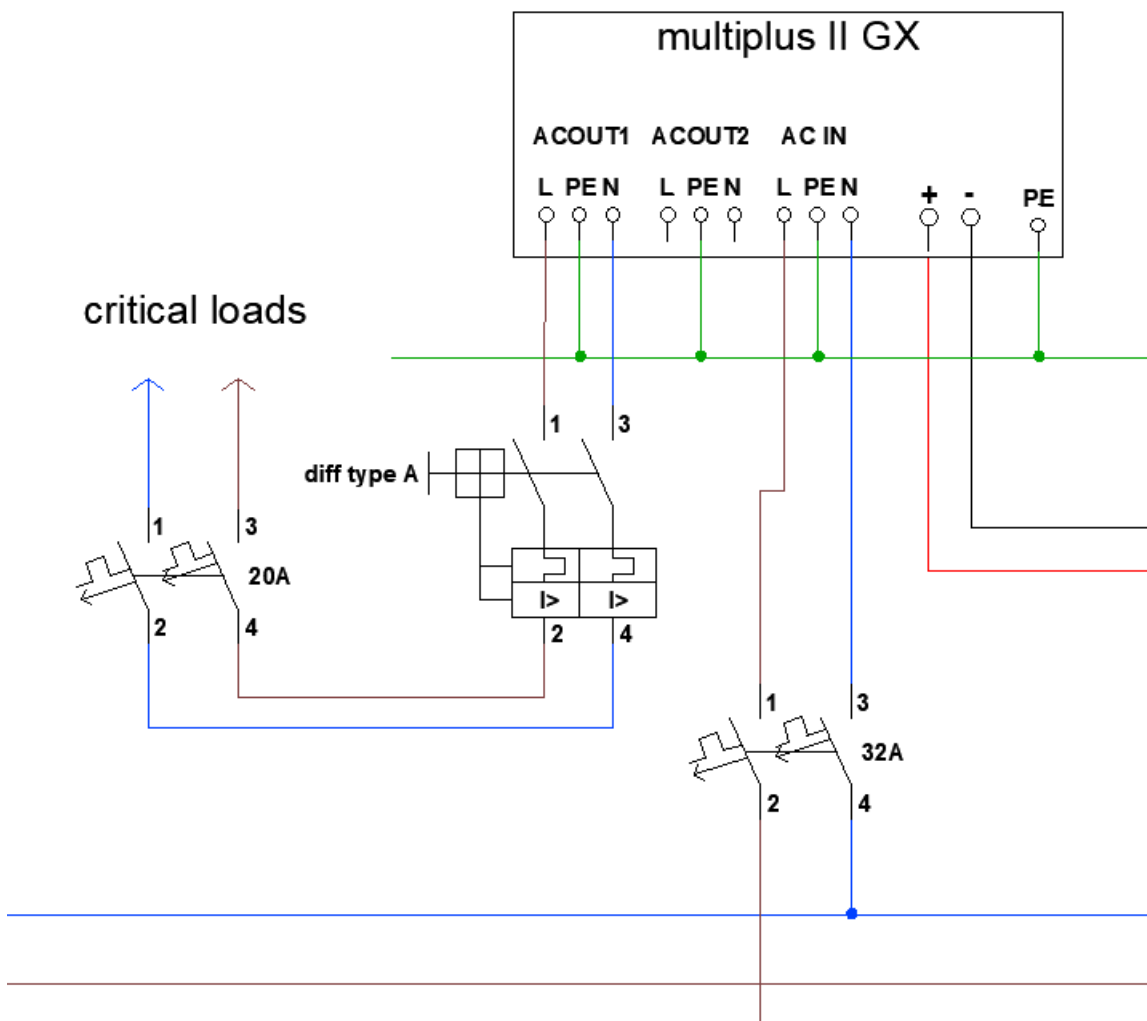 multiplus II GX
ACOUT1 ACOUT2 AC IN
L PE N L PE N L PE N + - PE
critical loads
1 3
diff type A
1 3
20A
I> I>
2 4
2 4
1 3
32A
2 4